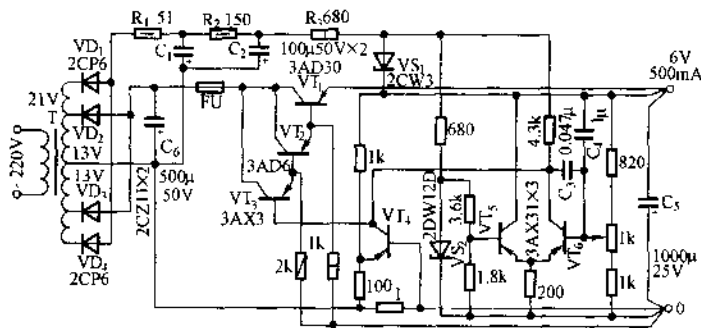 R₁ 51
R₂ 150
R₃ 680
VD₁
2CP6
C₁
C₂
100μ50V×2
3AD30
VT₁
VS₁
2CW3
6V
500mA
21V
T
VD₂
13V
13V
~220V
FU
C₆
500μ
50V
2CZ11×2
VT₂
3AD6
VT₃
3AX3
1k
680
4.3k
0.047μ
C₃
C₄
1μ
820
VD₃
VD₄
2CP6
2k
1k
VT₄
100
1
2DW12D
VS₂
3.6k
VT₅
1.8k
3AX31×3
VT₆
200
1k
1k
C₅
1000μ
25V
0